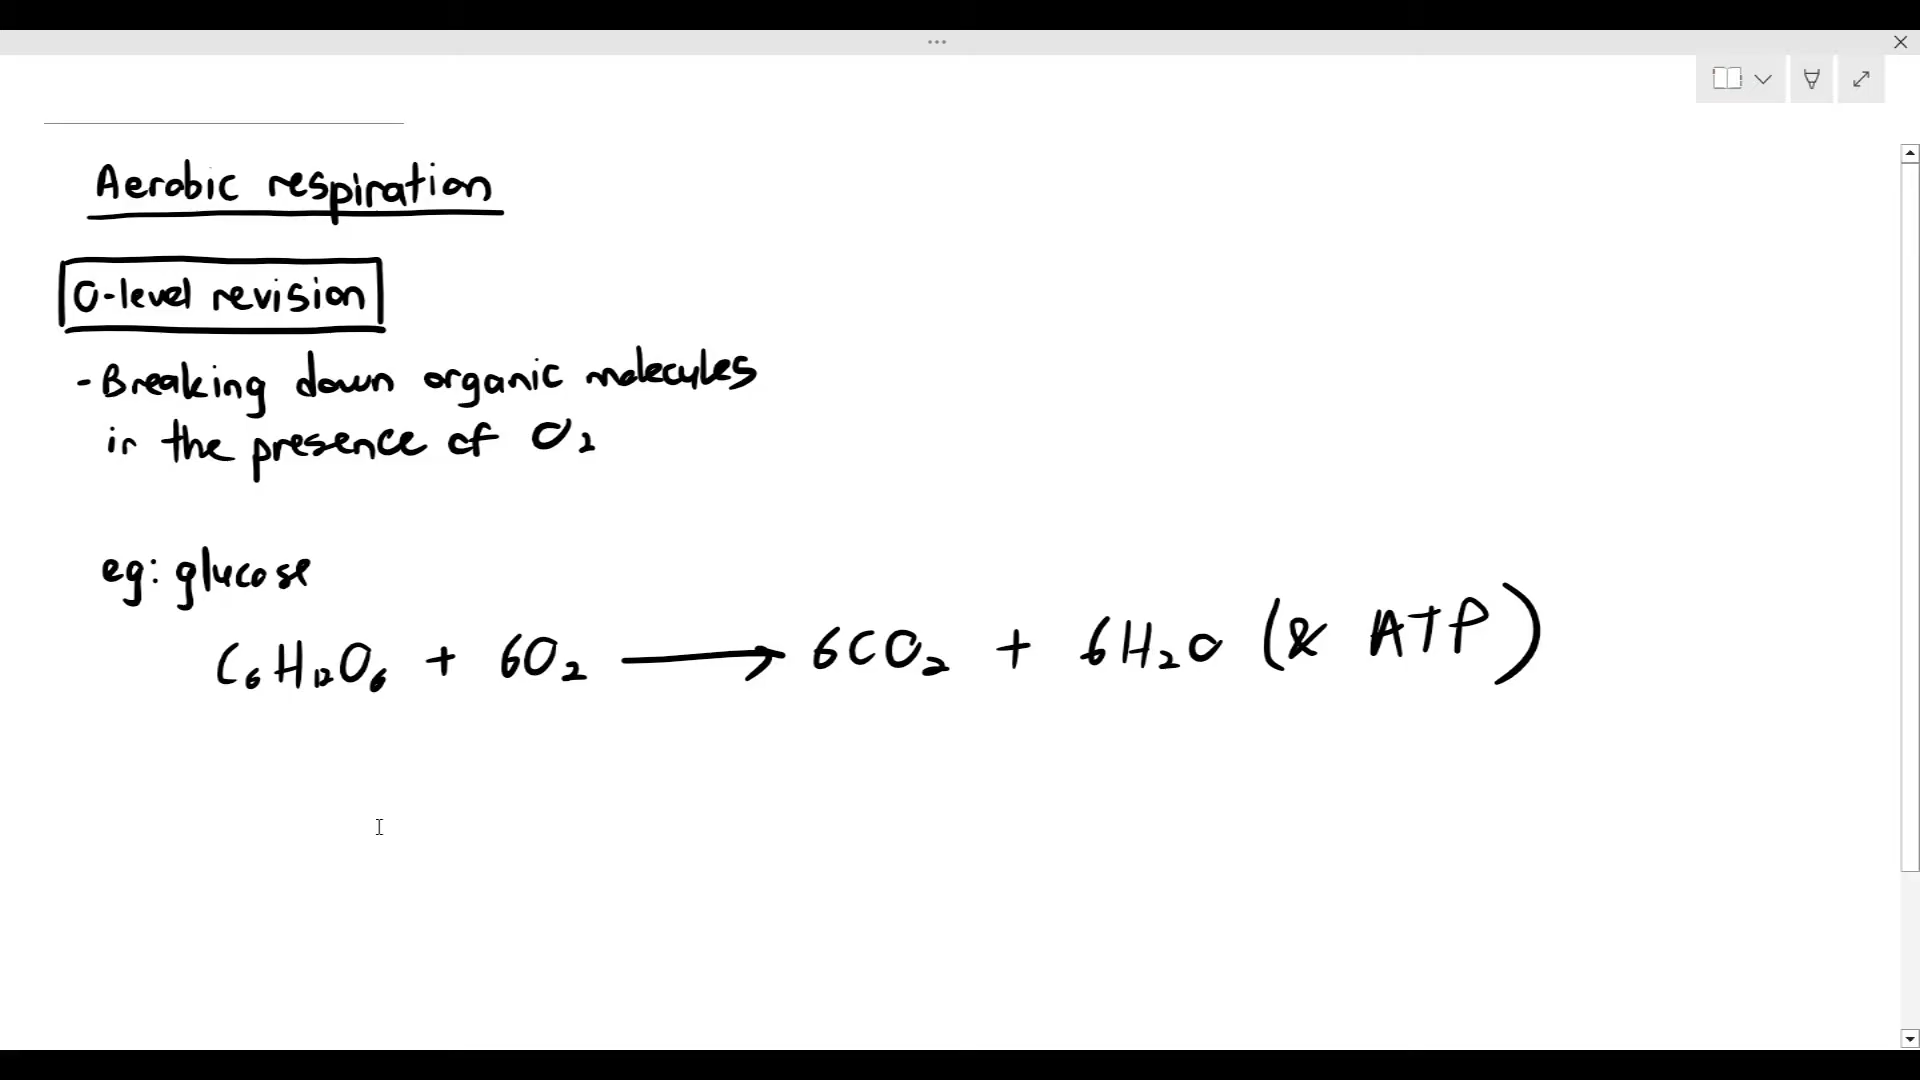 Aerobic respiration
O-level revision
- Breaking down organic molecules
in the presence of O₂
eg: glucose
C₆H₁₂O₆ + 6O₂ ⟶ 6CO₂ + 6H₂O (& ATP)